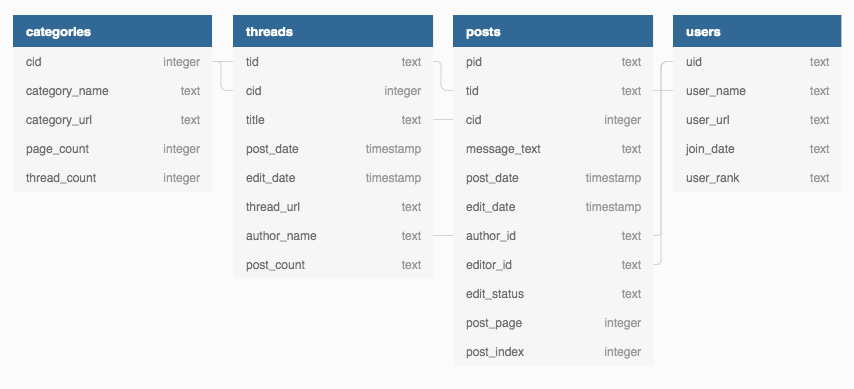 categories
cid integer
category_name text
category_url text
page_count integer
thread_count integer
threads
tid text
cid integer
title text
post_date timestamp
edit_date timestamp
thread_url text
author_name text
post_count text
posts
pid text
tid text
cid integer
message_text text
post_date timestamp
edit_date timestamp
author_id text
editor_id text
edit_status text
post_page integer
post_index integer
users
uid text
user_name text
user_url text
join_date text
user_rank text